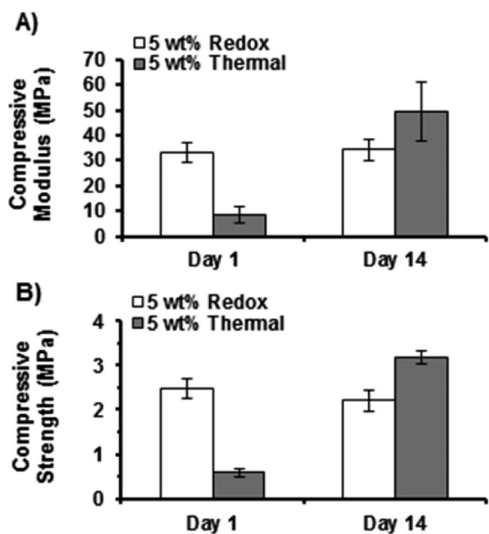 A)
5 wt% Redox
5 wt% Thermal
Compressive
Modulus (MPa)
70
60
50
40
30
20
10
0
Day 1
Day 14
B)
5 wt% Redox
5 wt% Thermal
Compressive
Strength (MPa)
4
3
2
1
0
Day 1
Day 14